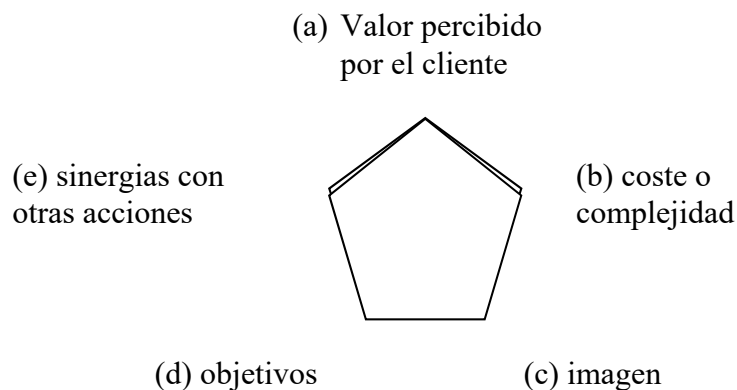 (a) Valor percibido
por el cliente
(e) sinergias con
otras acciones
(b) coste o
complejidad
(d) objetivos
(c) imagen